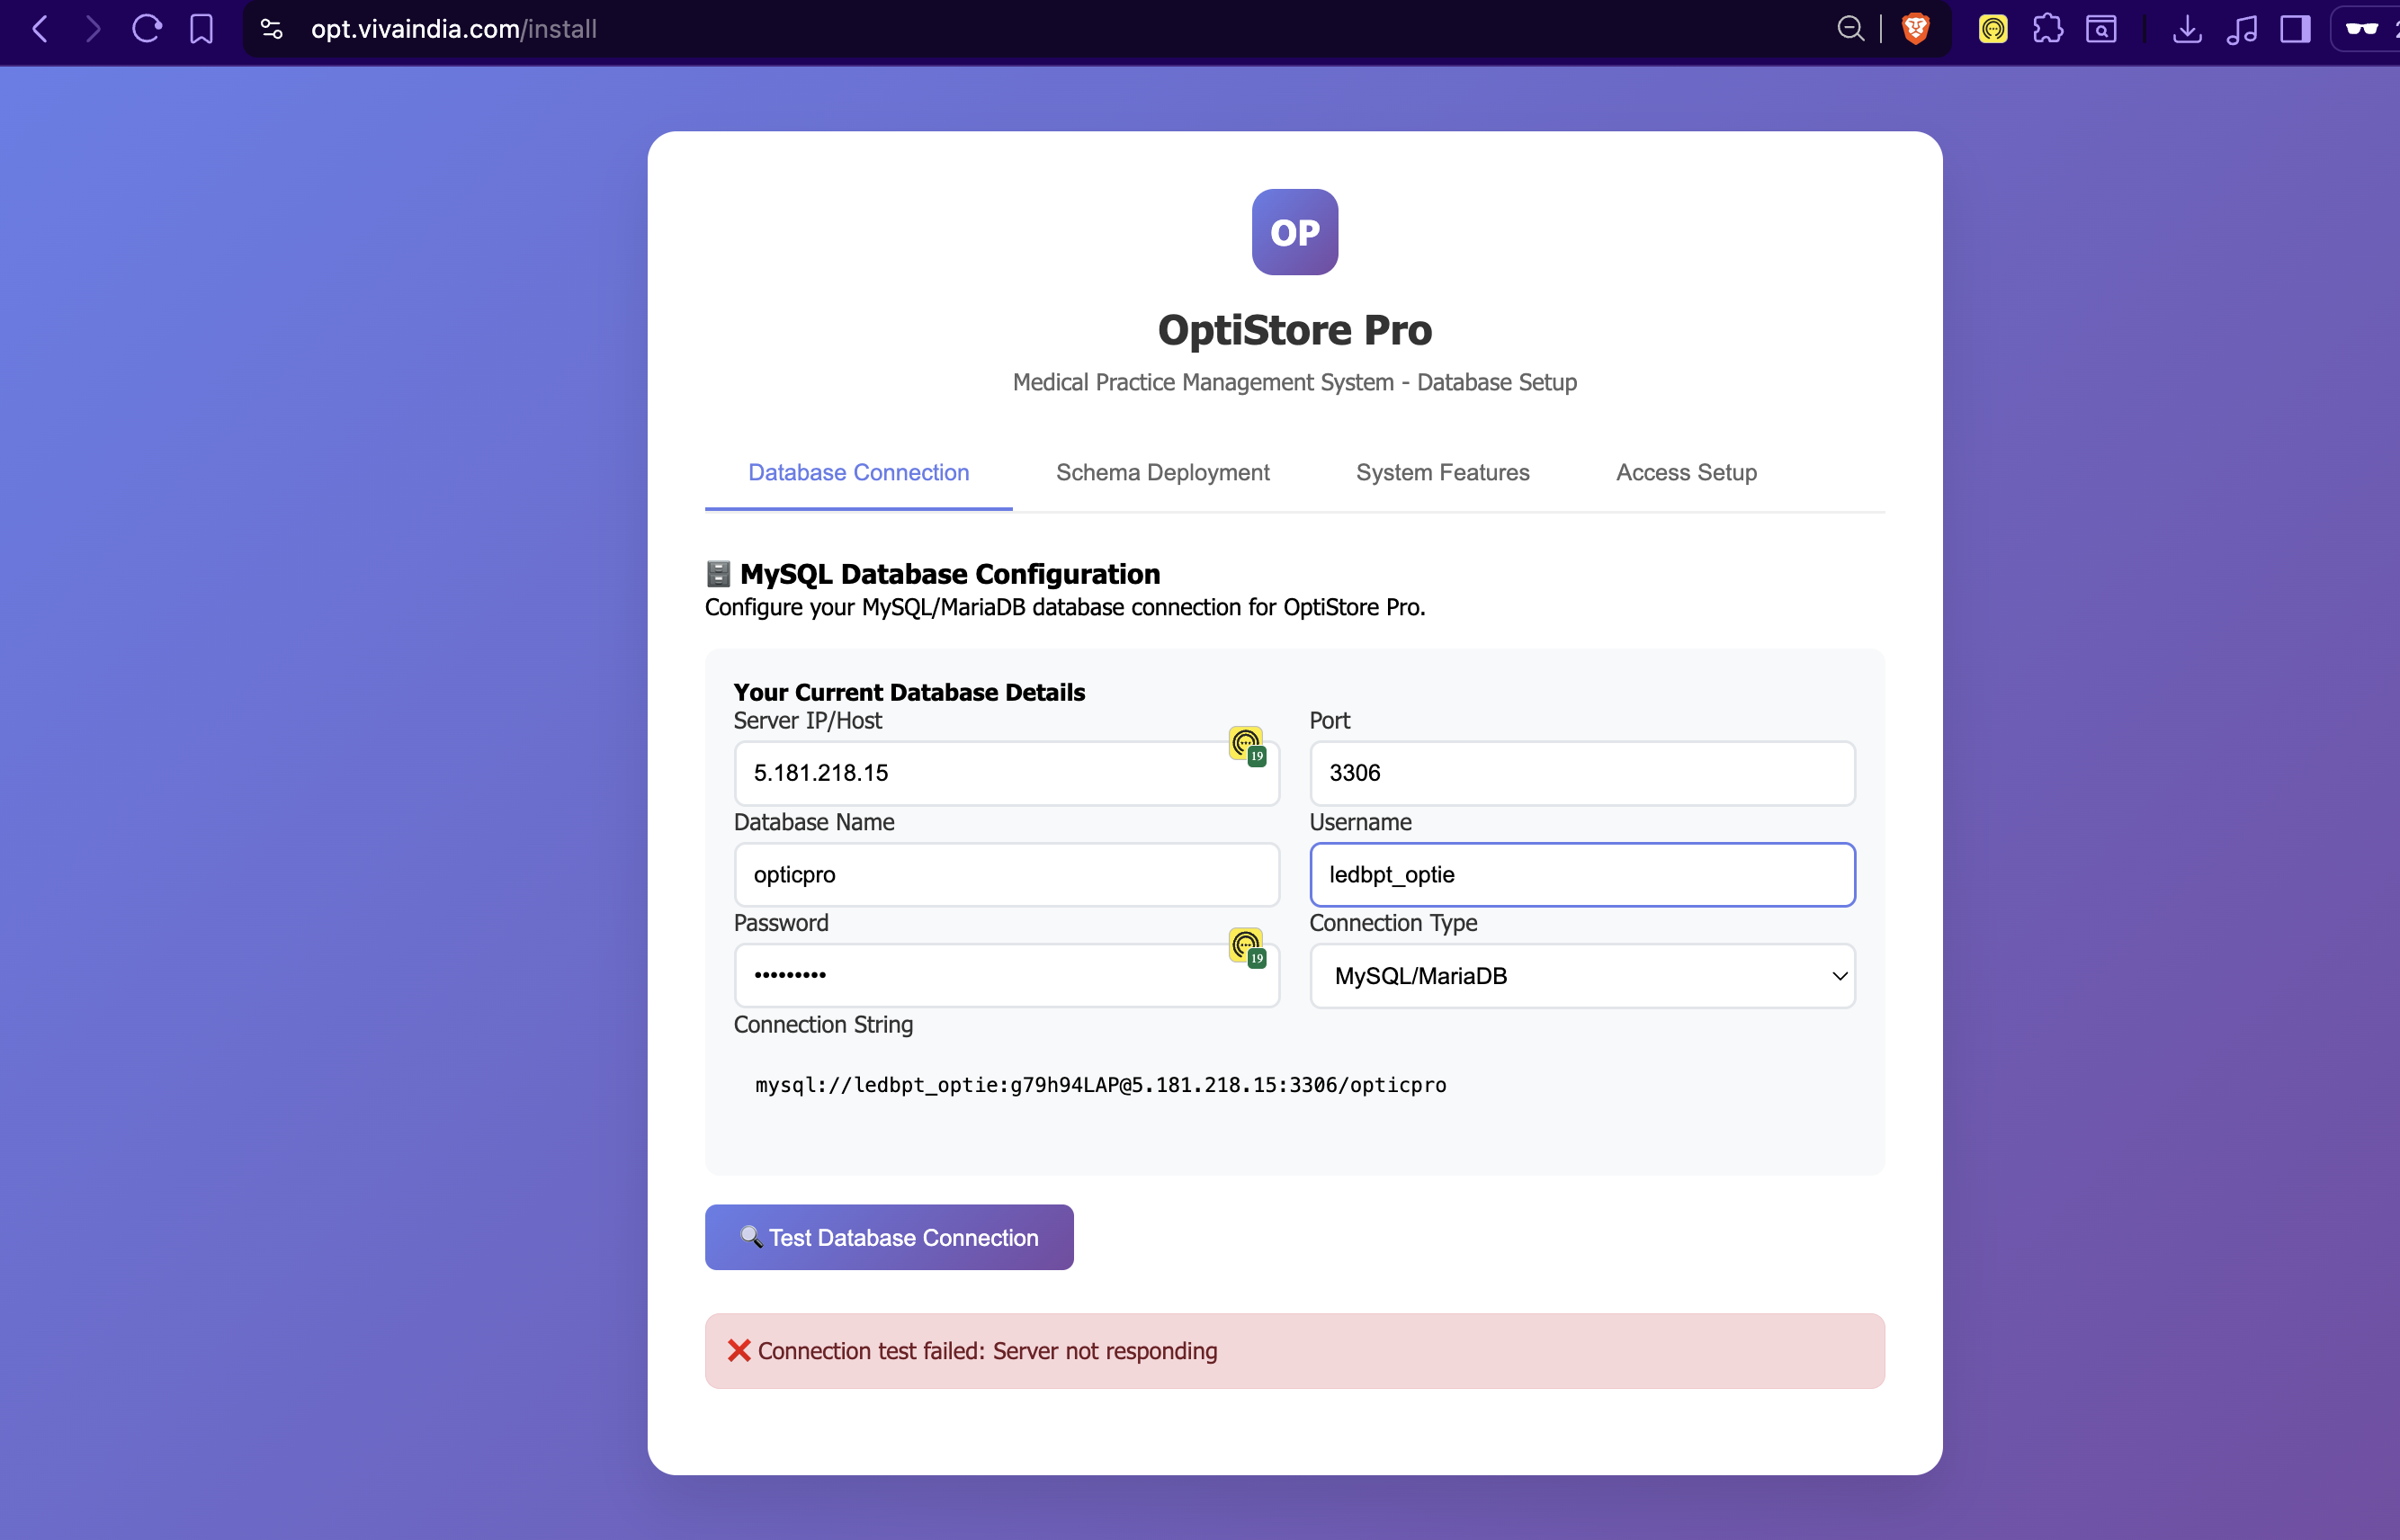 opt.vivaindia.com/install
OP
OptiStore Pro
Medical Practice Management System - Database Setup
Database Connection
Schema Deployment
System Features
Access Setup
MySQL Database Configuration
Configure your MySQL/MariaDB database connection for OptiStore Pro.
Your Current Database Details
Server IP/Host
Port
19
5.181.218.15
3306
Database Name
Username
opticpro
ledbpt_optie
Password
Connection Type
19
•••••••••
MySQL/MariaDB
Connection String
mysql://ledbpt_optie:g79h94LAP@5.181.218.15:3306/opticpro
Test Database Connection
Connection test failed: Server not responding